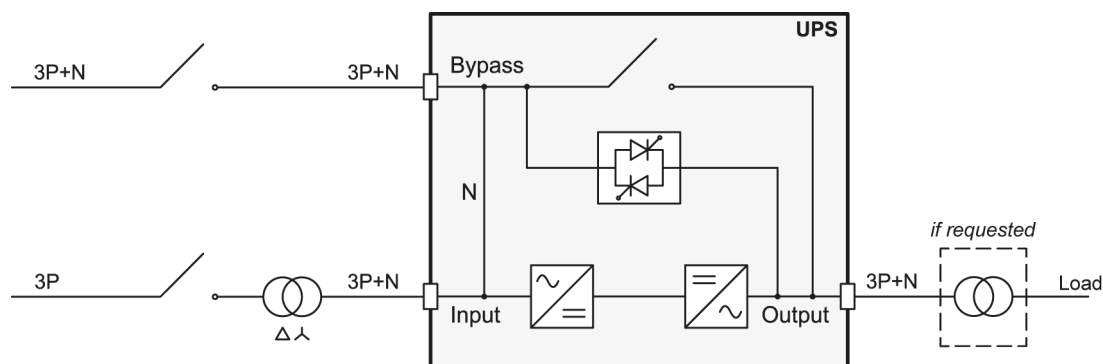 UPS
3P+N
3P+N
Bypass
N
if requested
3P
3P+N
Input
Output
3P+N
Load